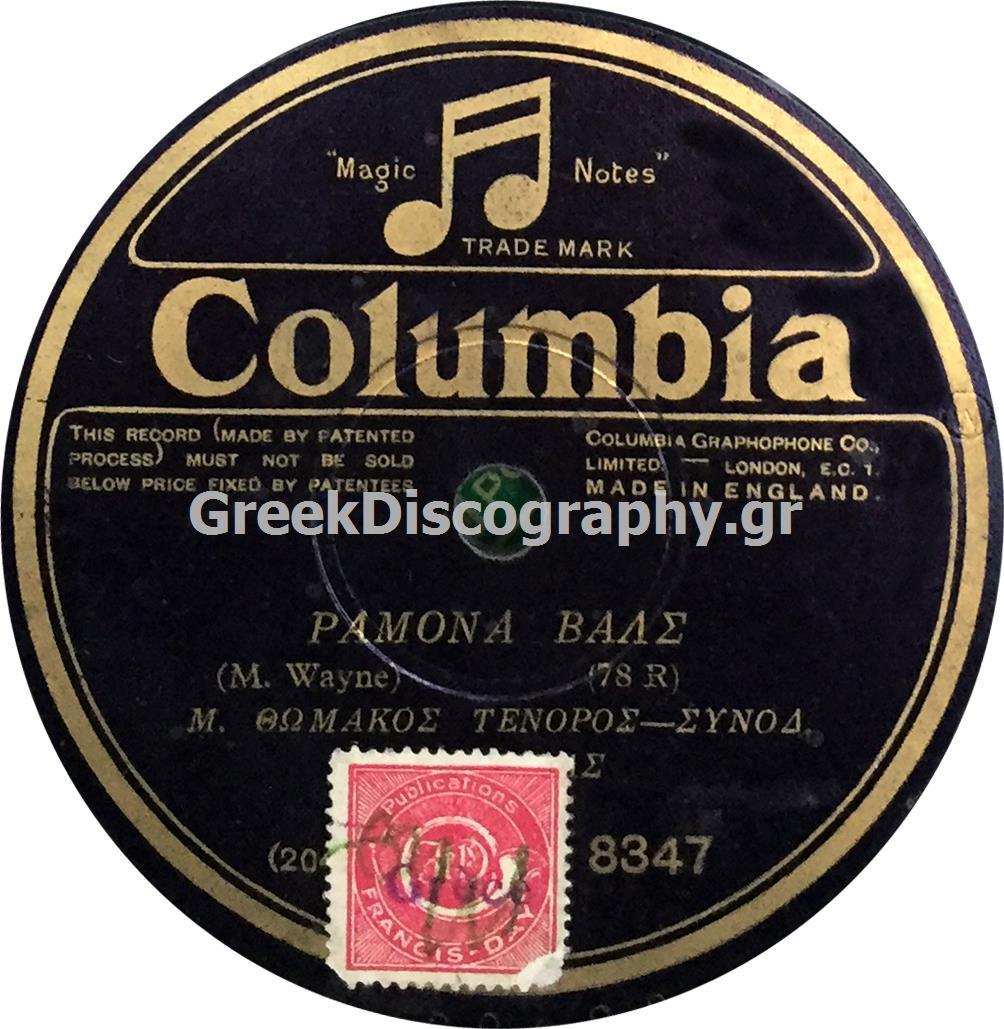 "Magic Notes"
TRADE MARK
Columbia
THIS RECORD (MADE BY PATENTED
PROCESS) MUST NOT BE SOLD
BELOW PRICE FIXED BY PATENTEES
COLUMBIA GRAPHOPHONE CO.,
LIMITED. — LONDON, E.C. 1.
MADE IN ENGLAND.
GreekDiscography.gr
ΡΑΜΟΝΑ ΒΑΛΣ
(M. Wayne) (78 R)
Μ. ΘΩΜΑΚΟΣ ΤΕΝΟΡΟΣ—ΣΥΝΟΔ.
8347
Publications
FRANCIS-DAY